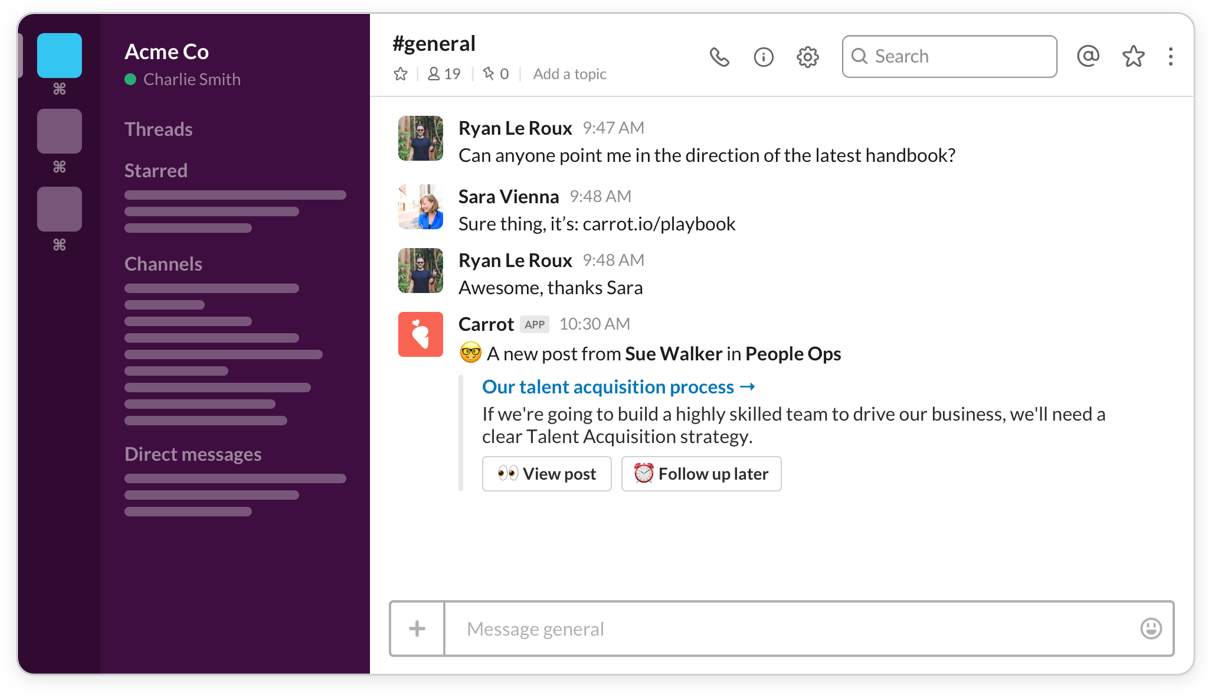 Acme Co
Charlie Smith
⌘
Threads
Starred
⌘
⌘
Channels
Direct messages
#general
19
0
Add a topic
Search
Ryan Le Roux 9:47 AM
Can anyone point me in the direction of the latest handbook?
Sara Vienna 9:48 AM
Sure thing, it’s: carrot.io/playbook
Ryan Le Roux 9:48 AM
Awesome, thanks Sara
Carrot APP 10:30 AM
🤓 A new post from Sue Walker in People Ops
Our talent acquisition process →
If we're going to build a highly skilled team to drive our business, we'll need a
clear Talent Acquisition strategy.
👀 View post
⏰ Follow up later
+
Message general